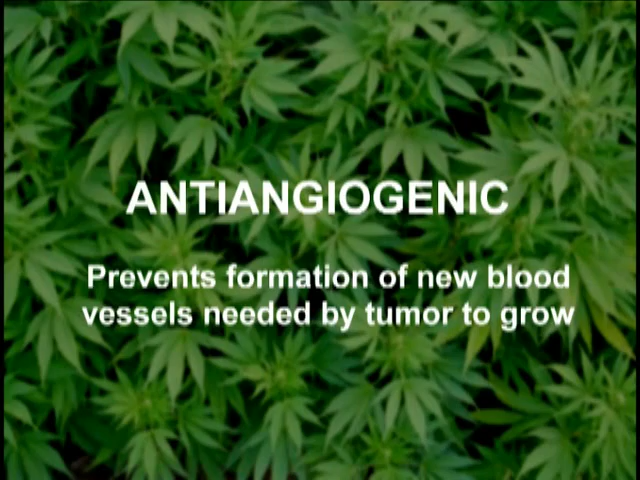 ANTIANGIOGENIC
Prevents formation of new blood
vessels needed by tumor to grow